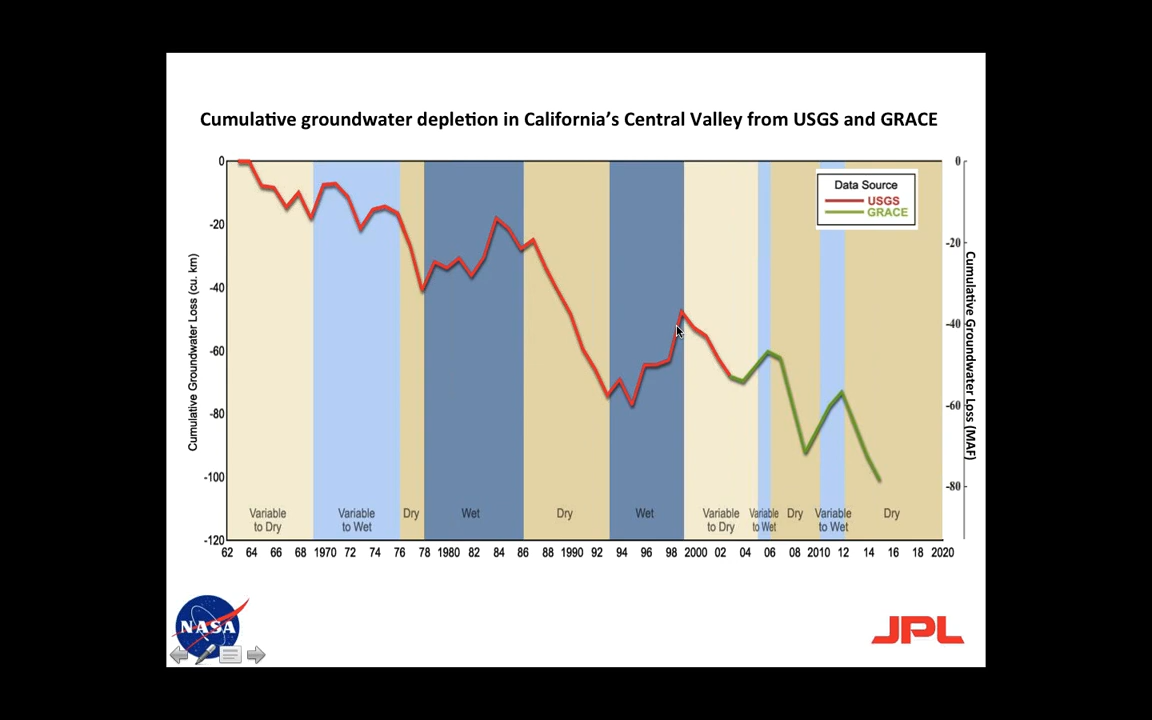 Cumulative groundwater depletion in California's Central Valley from USGS and GRACE
Cumulative Groundwater Loss (cu. km)
0
-20
-40
-60
-80
-100
-120
Data Source
USGS
GRACE
0
-20
-40
-60
-80
Cumulative Groundwater Loss (MAF)
Variable to Dry
Variable to Wet
Dry
Wet
Dry
Wet
Variable to Dry
Variable to Wet
Dry
Variable to Wet
Dry
62 64 66 68 1970 72 74 76 78 1980 82 84 86 88 1990 92 94 96 98 2000 02 04 06 08 2010 12 14 16 18 2020
NASA
JPL